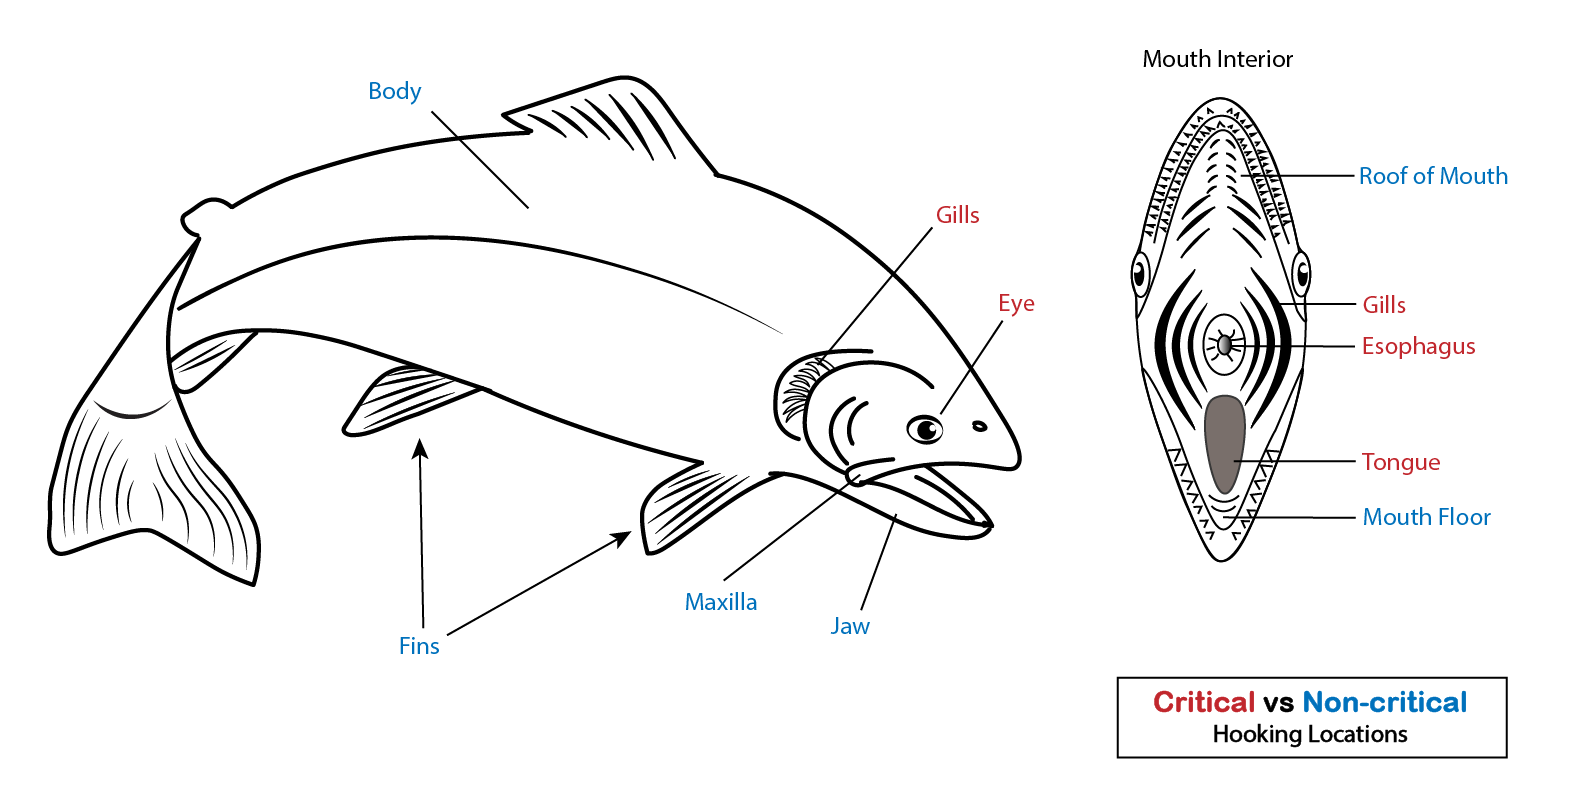 Mouth Interior
Body
Roof of Mouth
Gills
Eye
Gills
Esophagus
Tongue
Mouth Floor
Maxilla
Jaw
Fins
Critical vs Non-critical
Hooking Locations